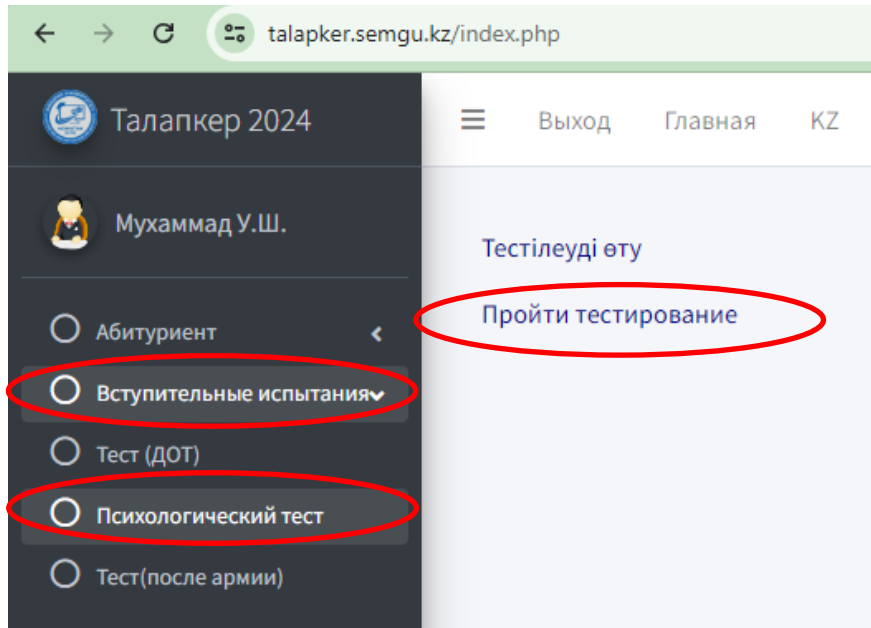 talapker.semgu.kz/index.php
Талапкер 2024
Выход Главная KZ
Мухаммад У.Ш.
Тестілеуді өту
Пройти тестирование
Абитуриент
Вступительные испытания
Тест (ДОТ)
Психологический тест
Тест(после армии)